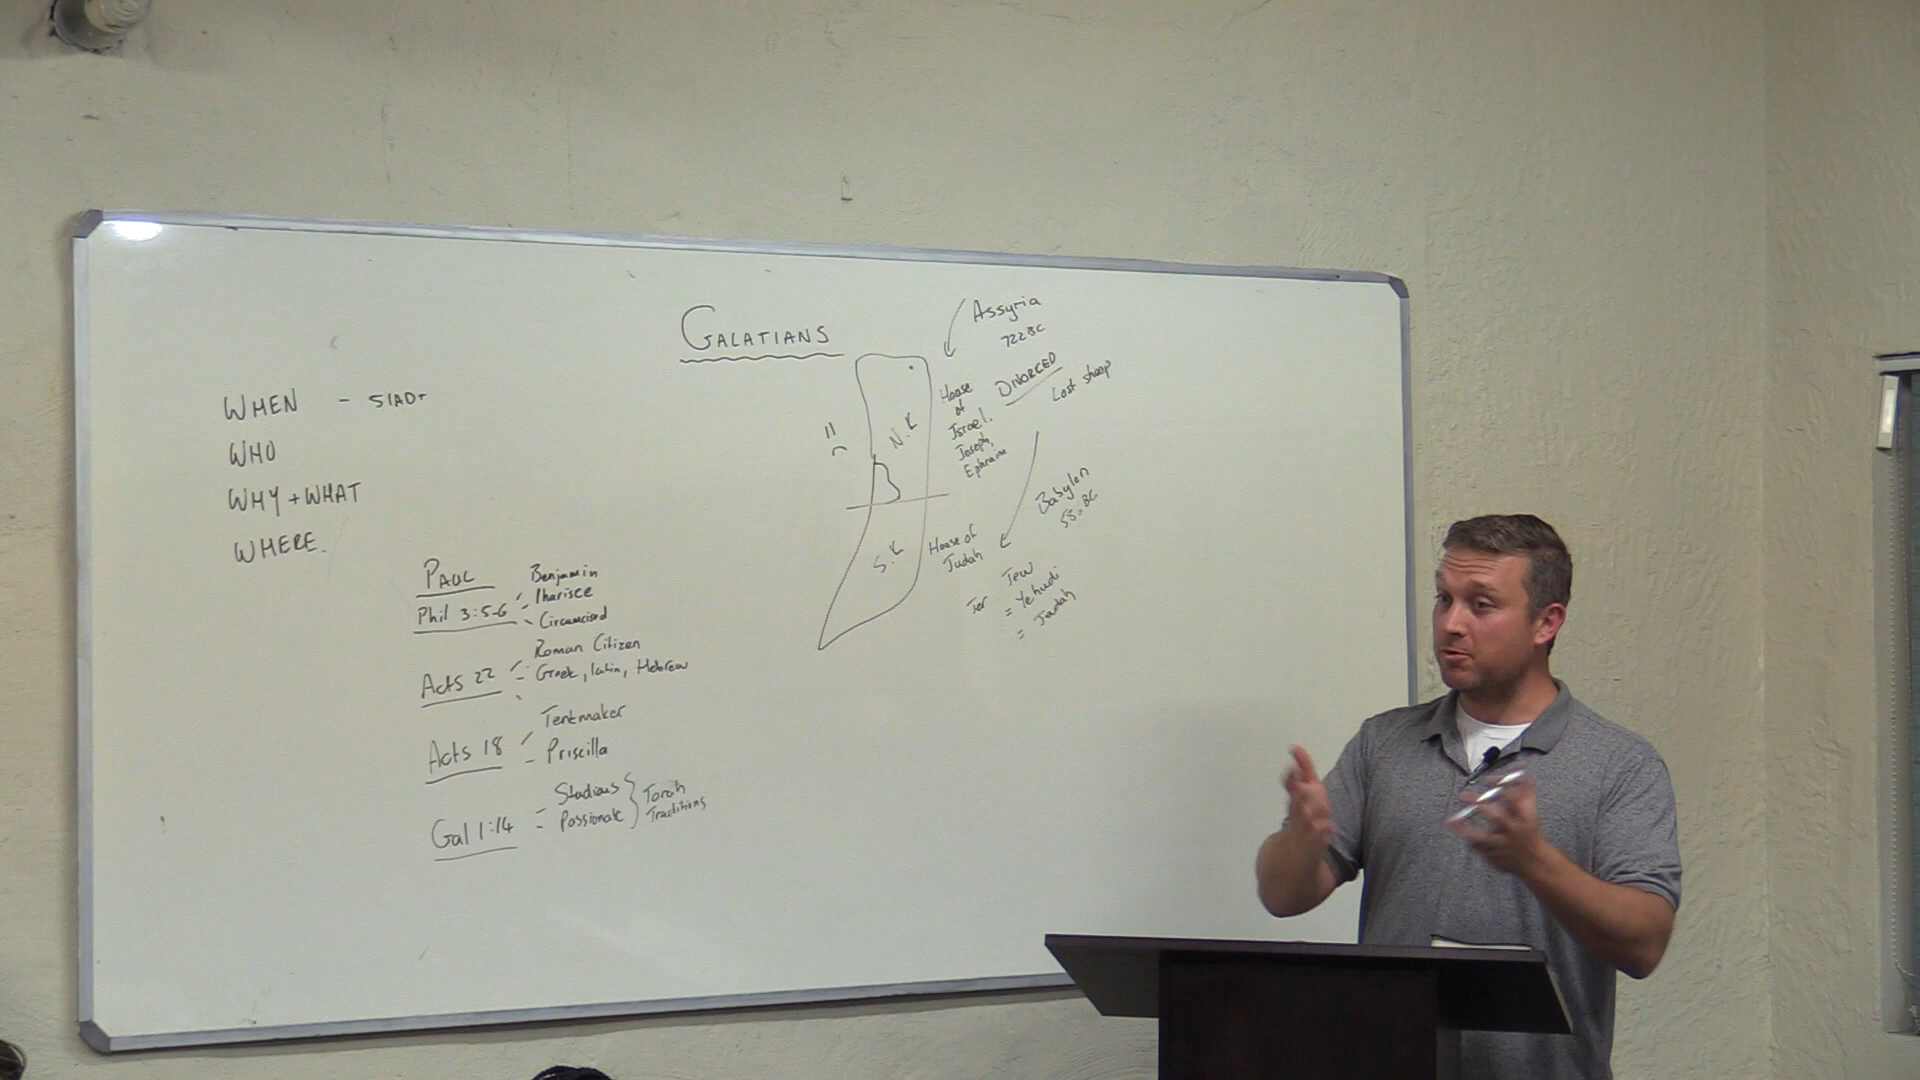 GALATIANS
WHEN - 51AD+
WHO
WHY + WHAT
WHERE.
PAUL
Phil 3:5-6
Benjamin
Pharisee
Circumcised
Acts 22
Roman Citizen
Greek, latin, Hebrew
Acts 18
Tentmaker
Priscilla
Gal 1:14
Studious
Passionate
Torah
Traditions
Assyria
722BC
N.K
House
of
Israel.
Joseph,
Ephraim
DIVORCED
Lost sheep
Babylon
S.K
House of
Judah
Jew
= Yehudi
= Judah